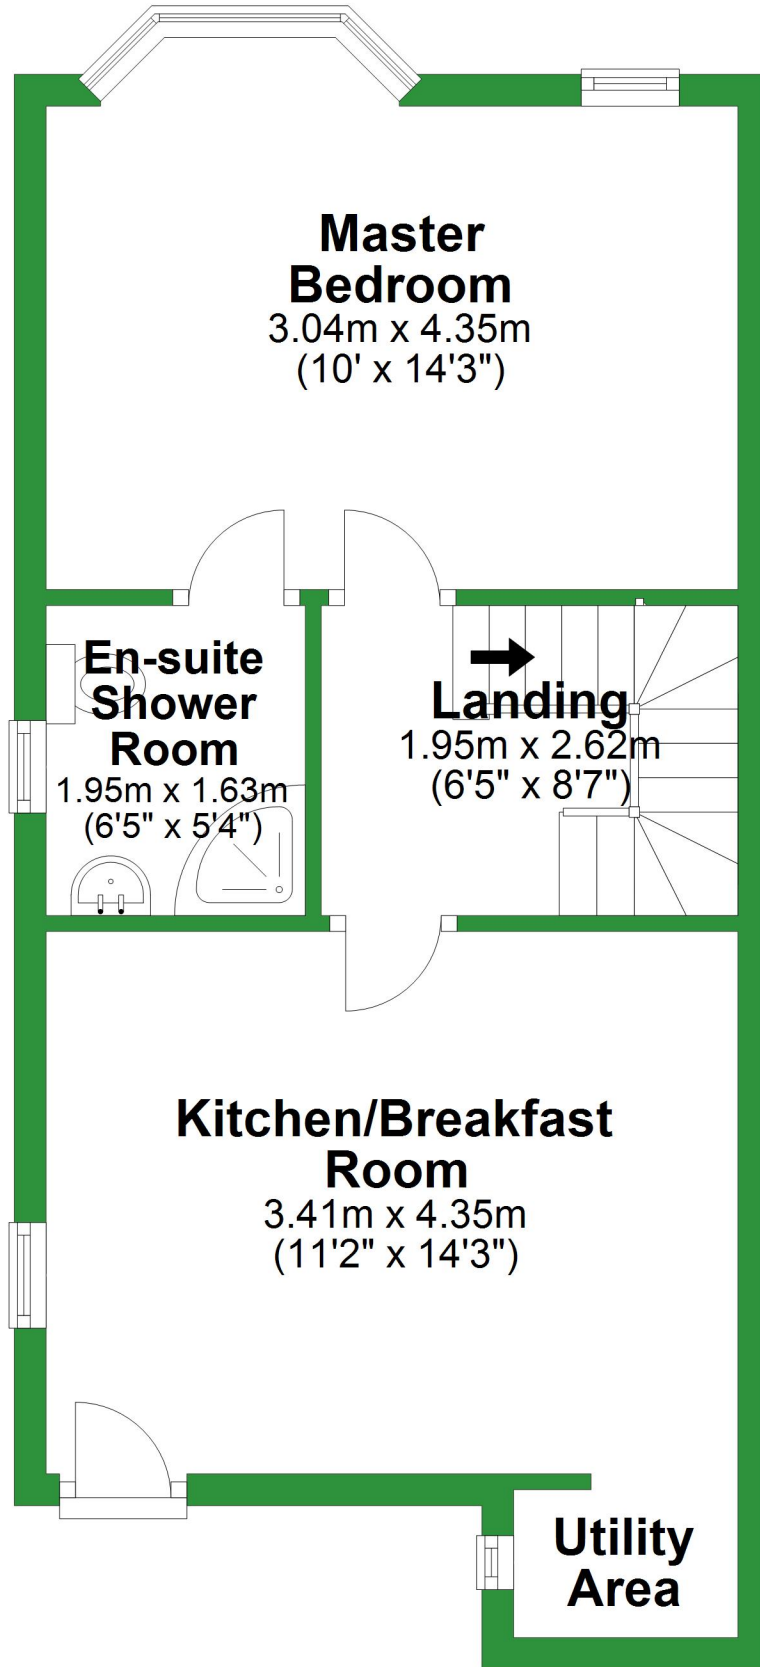 Master
Bedroom
3.04m x 4.35m
(10' x 14'3")
En-suite
Shower
Room
1.95m x 1.63m
(6'5" x 5'4")
Landing
1.95m x 2.62m
(6'5" x 8'7")
Kitchen/Breakfast
Room
3.41m x 4.35m
(11'2" x 14'3")
Utility
Area